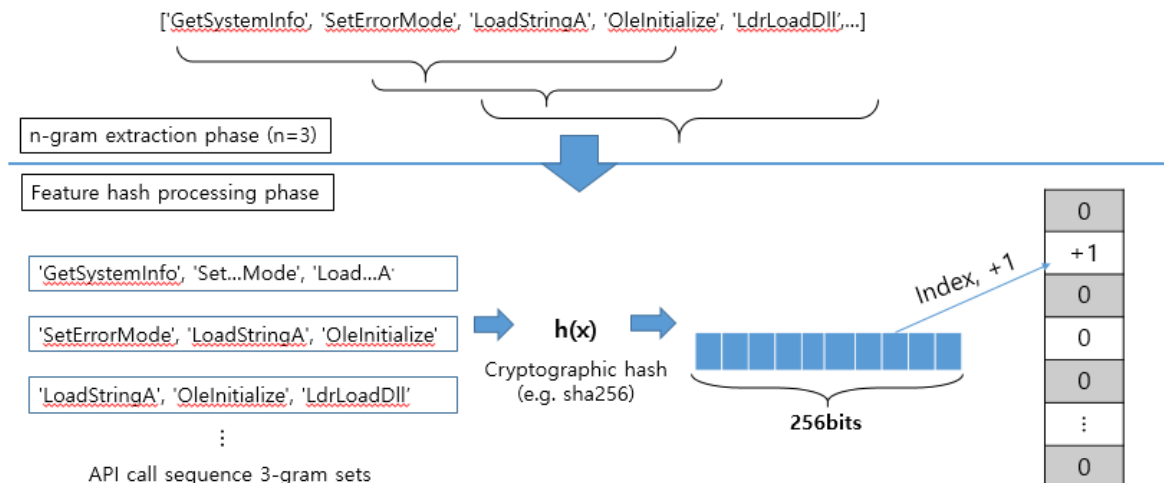 ['GetSystemInfo', 'SetErrorMode', 'LoadStringA', 'OleInitialize', 'LdrLoadDll',...]
n-gram extraction phase (n=3)
Feature hash processing phase
'GetSystemInfo', 'Set...Mode', 'Load...A'
'SetErrorMode', 'LoadStringA', 'OleInitialize'
'LoadStringA', 'OleInitialize', 'LdrLoadDll'
⋮
API call sequence 3-gram sets
h(x)
Cryptographic hash
(e.g. sha256)
256bits
Index, +1
0
+1
0
0
0
⋮
0